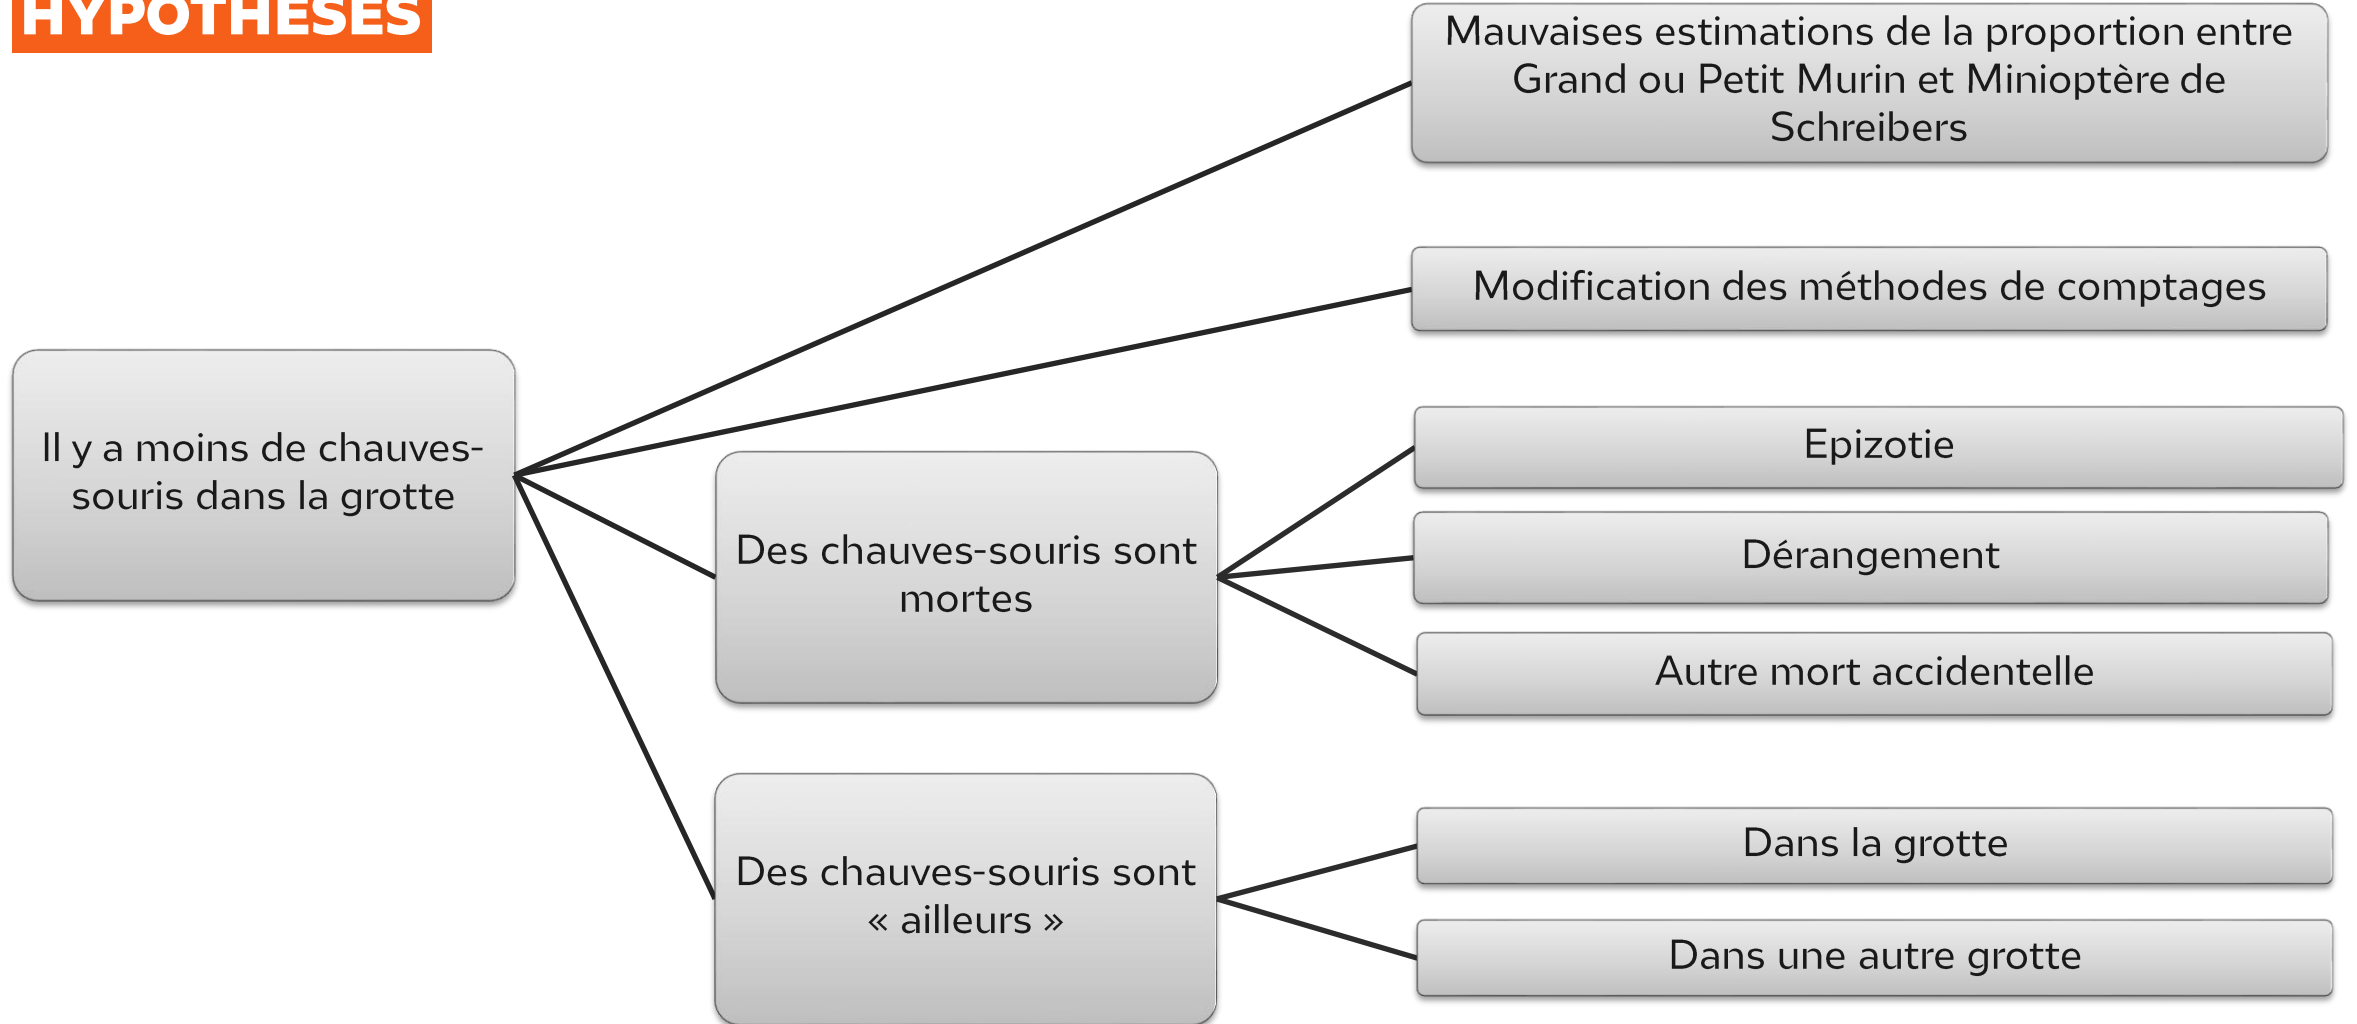 HYPOTHESES
Mauvaises estimations de la proportion entre
Grand ou Petit Murin et Minioptère de
Schreibers
Modification des méthodes de comptages
Il y a moins de chauves-
souris dans la grotte
Des chauves-souris sont
mortes
Epizotie
Dérangement
Autre mort accidentelle
Des chauves-souris sont
« ailleurs »
Dans la grotte
Dans une autre grotte